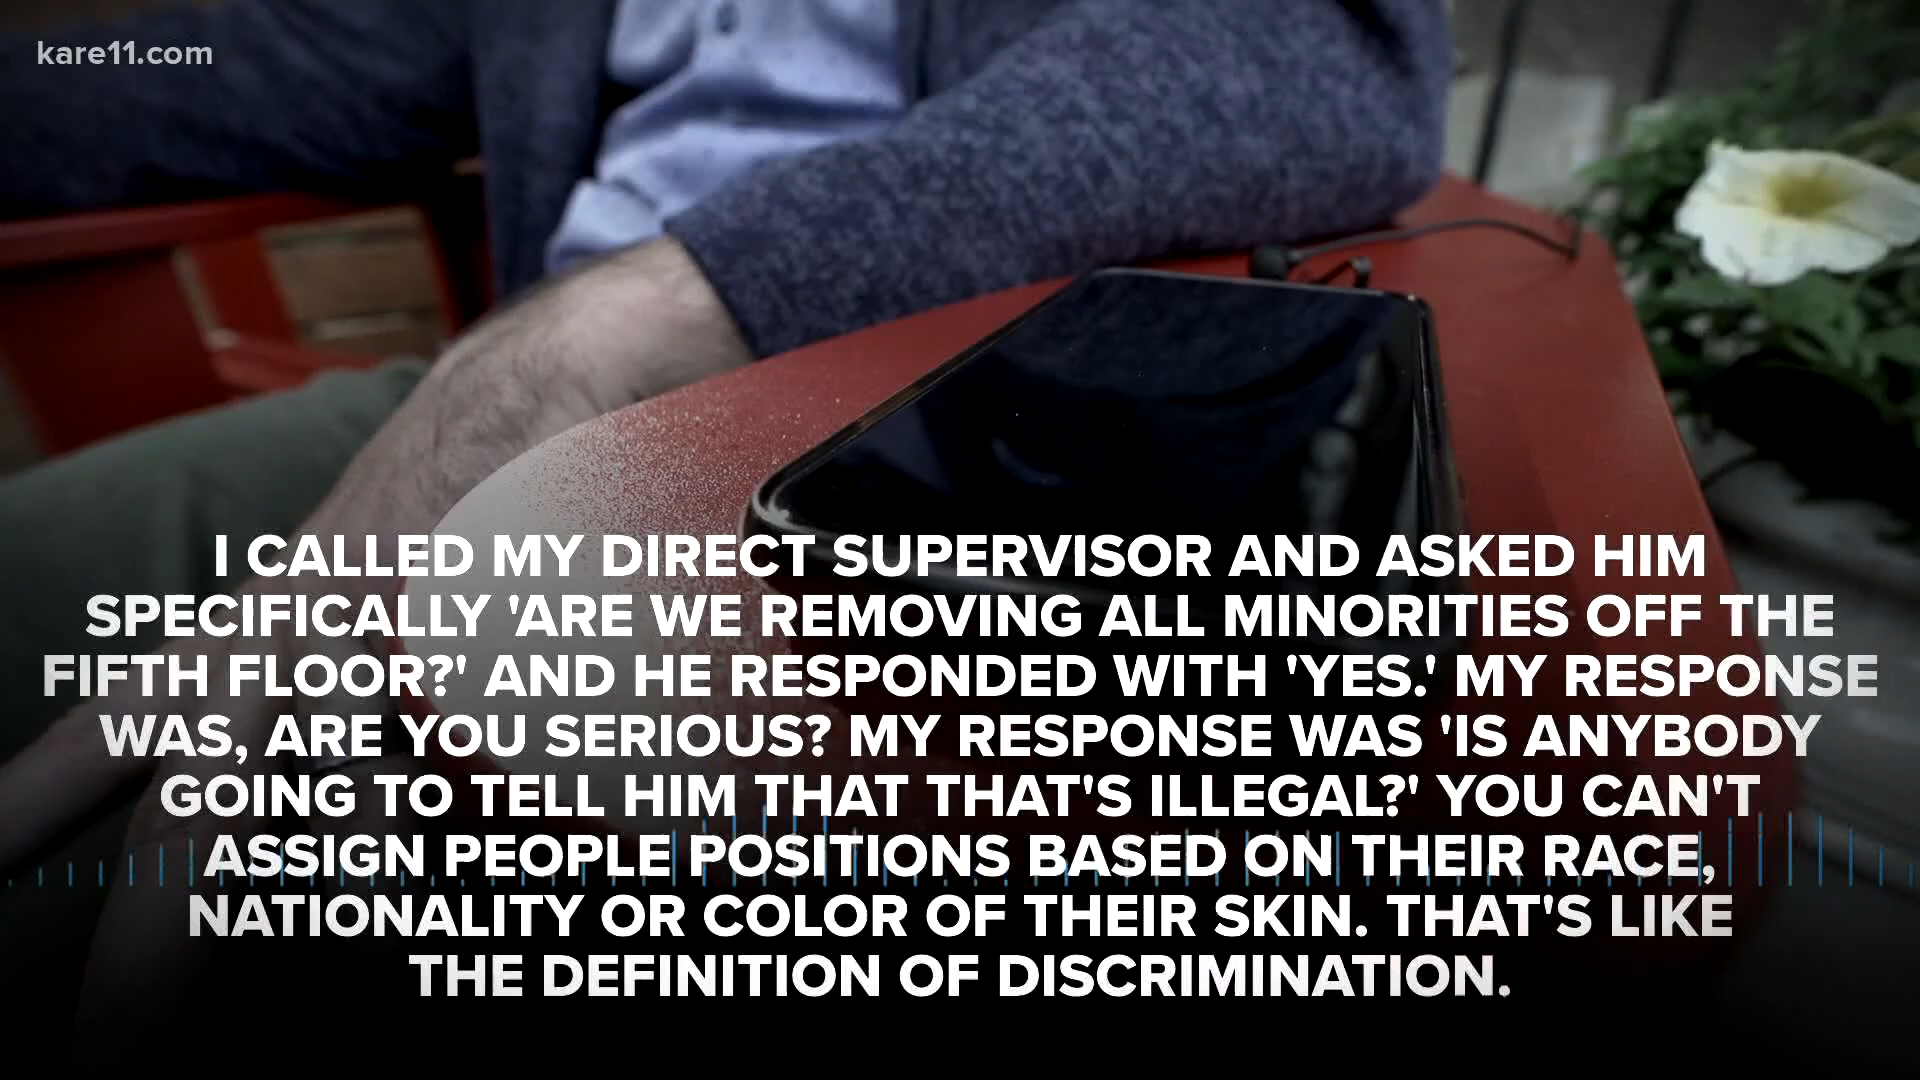 kare11.com
I CALLED MY DIRECT SUPERVISOR AND ASKED HIM
SPECIFICALLY 'ARE WE REMOVING ALL MINORITIES OFF THE
FIFTH FLOOR?' AND HE RESPONDED WITH 'YES.' MY RESPONSE
WAS, ARE YOU SERIOUS? MY RESPONSE WAS 'IS ANYBODY
GOING TO TELL HIM THAT THAT'S ILLEGAL?' YOU CAN'T
ASSIGN PEOPLE POSITIONS BASED ON THEIR RACE,
NATIONALITY OR COLOR OF THEIR SKIN. THAT'S LIKE
THE DEFINITION OF DISCRIMINATION.